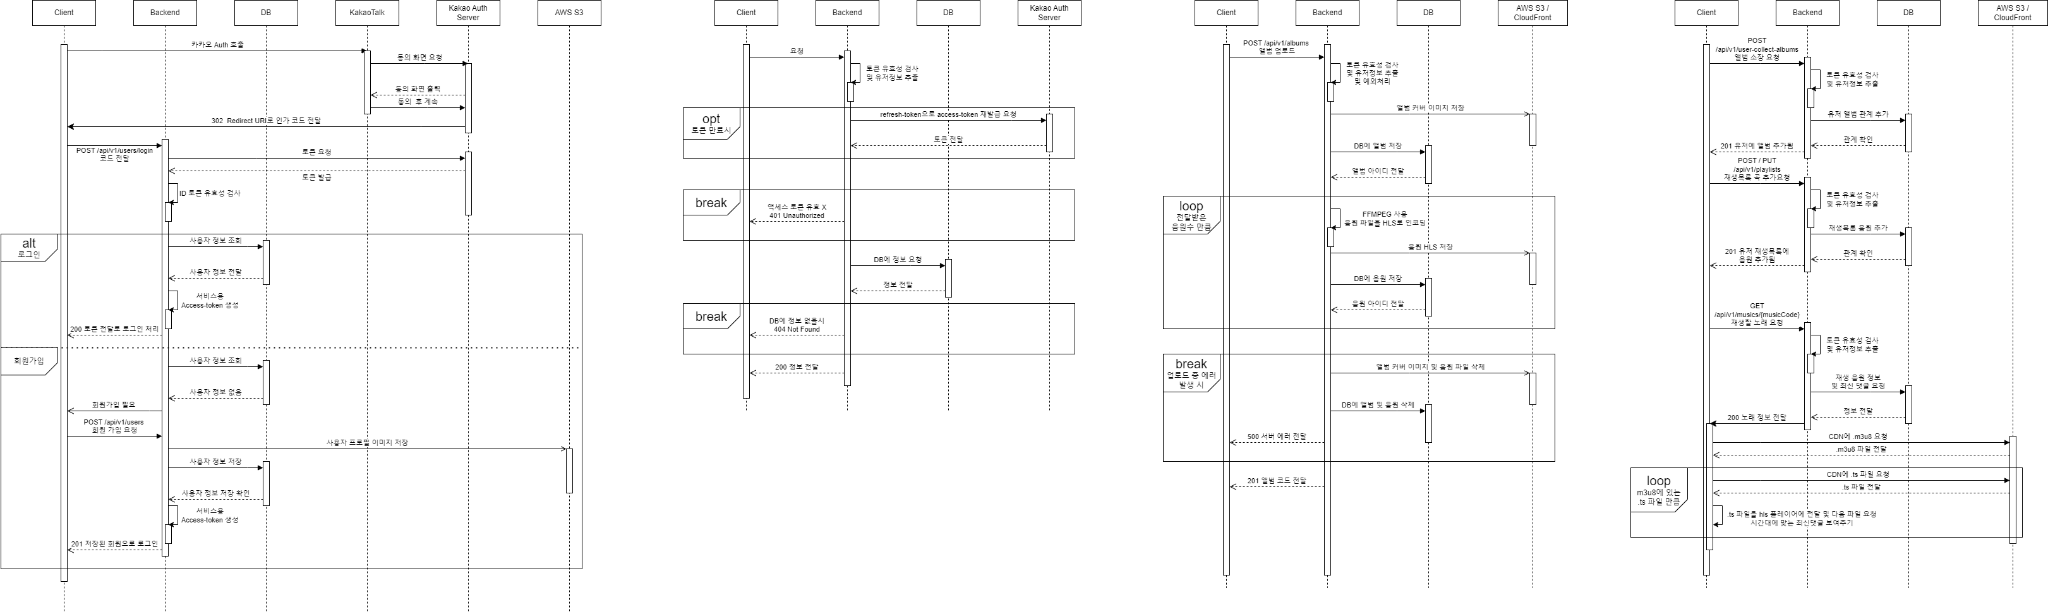 Client
Backend
DB
KakaoTalk
Kakao Auth
Server
AWS S3
카카오 Auth 호출
동의 화면 요청
동의 화면 출력
동의 후 계속
302 Redirect URI로 인가 코드 전달
POST /api/v1/users/login
코드 전달
토큰 요청
토큰 발급
ID 토큰 유효성 검사
alt
로그인
사용자 정보 조회
사용자 정보 전달
서비스용
Access-token 생성
200 토큰 전달로 로그인 처리
회원가입
사용자 정보 조회
사용자 정보 없음
회원가입 필요
POST /api/v1/users
회원 가입 요청
사용자 프로필 이미지 저장
사용자 정보 저장
사용자 정보 저장 확인
서비스용
Access-token 생성
201 저장된 회원으로 로그인
Client
Backend
DB
Kakao Auth
Server
요청
토큰 유효성 검사
및 유저정보 추출
opt
토큰 만료시
refresh-token으로 access-token 재발급 요청
토큰 전달
break
액세스 토큰 유효 X
401 Unauthorized
DB에 정보 요청
정보 전달
break
DB에 정보 없을시
404 Not Found
200 정보 전달
Client
Backend
DB
AWS S3 /
CloudFront
POST /api/v1/albums
앨범 업로드
토큰 유효성 검사
및 유저정보 추출
및 예외처리
앨범 커버 이미지 저장
DB에 앨범 저장
앨범 아이디 전달
loop
전달받은
음원수 만큼
FFMPEG 사용
음원 파일를 HLS로 인코딩
음원 HLS 저장
DB에 음원 저장
음원 아이디 전달
break
업로드 중 에러
발생 시
앨범 커버 이미지 및 음원 파일 삭제
DB에 앨범 및 음원 삭제
500 서버 에러 전달
201 앨범 코드 전달
Client
Backend
DB
AWS S3 /
CloudFront
POST
/api/v1/user-collect-albums
앨범 소장 요청
토큰 유효성 검사
및 유저정보 추출
유저 앨범 관계 추가
관계 확인
201 유저에 앨범 추가됨
POST / PUT
/api/v1/playlists
재생목록 곡 추가요청
토큰 유효성 검사
및 유저정보 추출
재생목록 음원 추가
관계 확인
201 유저 재생목록에
음원 추가됨
GET
/api/v1/musics/{musicCode}
재생할 노래 요청
토큰 유효성 검사
및 유저정보 추출
재생 음원 정보
및 최신 댓글 요청
정보 전달
200 노래 정보 전달
CDN에 .m3u8 요청
.m3u8 파일 전달
loop
m3u8에 있는
.ts 파일 만큼
CDN에 .ts 파일 요청
.ts 파일 전달
.ts 파일를 hls 플레이어에 전달 및 다음 파일 요청
시간대에 맞는 최신댓글 보여주기